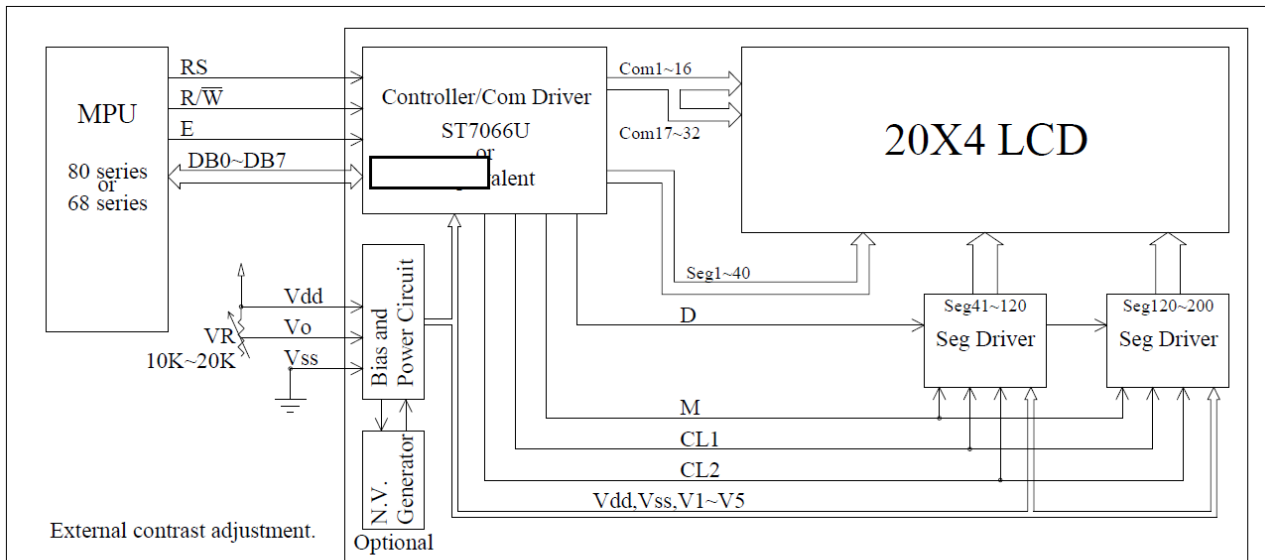 MPU
80 series
or
68 series
RS
R/W̅
E
DB0~DB7
Controller/Com Driver
ST7066U
or
Com1~16
Com17~32
20X4 LCD
Seg1~40
Vdd
Vo
Vss
VR
10K~20K
Bias and
Power Circuit
N.V.
Generator
Optional
D
Seg41~120
Seg Driver
Seg120~200
Seg Driver
M
CL1
CL2
Vdd,Vss,V1~V5
External contrast adjustment.